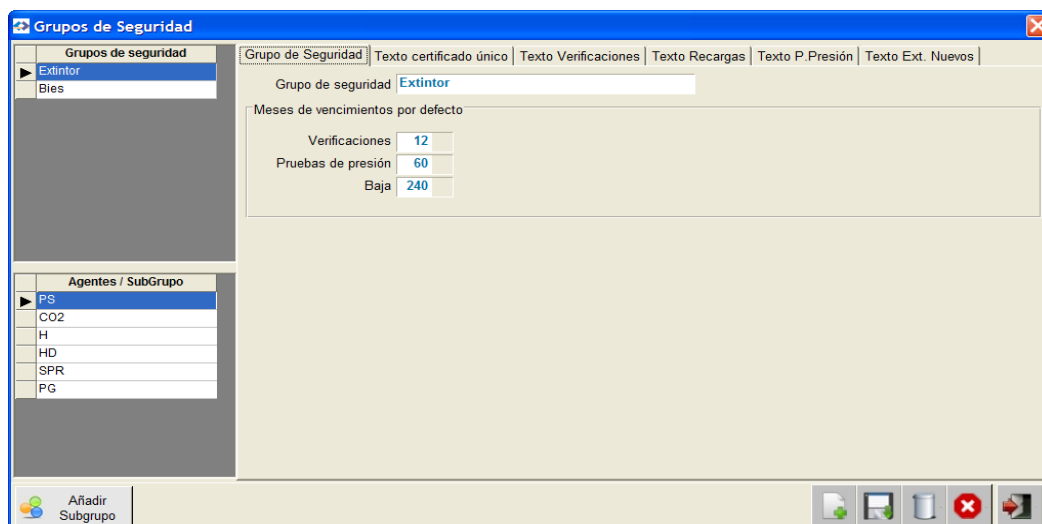 Grupos de Seguridad
Grupos de seguridad
Extintor
Bies
Agentes / SubGrupo
PS
CO2
H
HD
SPR
PG
Grupo de Seguridad Texto certificado único Texto Verificaciones Texto Recargas Texto P.Presión Texto Ext. Nuevos
Grupo de seguridad Extintor
Meses de vencimientos por defecto
Verificaciones 12
Pruebas de presión 60
Baja 240
Añadir
Subgrupo